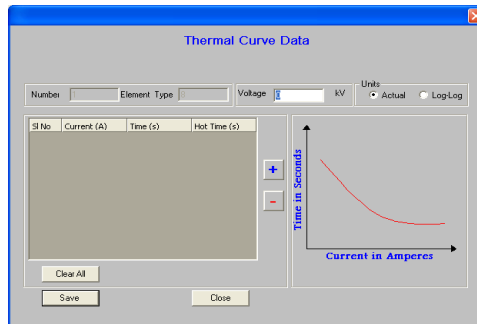 Thermal Curve Data
Number Element Type Voltage 0 kV Units Actual Log-Log
Sl No Current (A) Time (s) Hot Time (s)
+
-
Time in Seconds
Current in Amperes
Clear All
Save Close